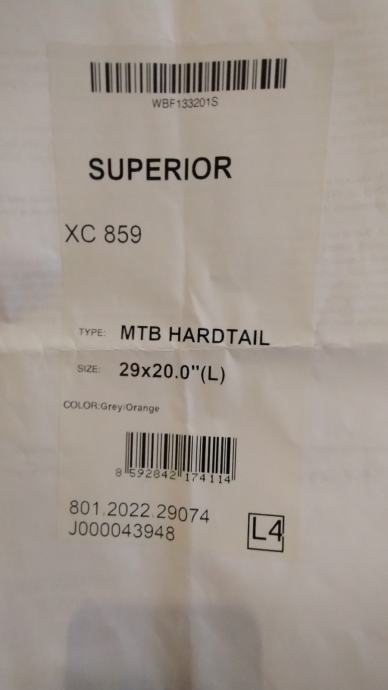 WBF133201S
SUPERIOR
XC 859
TYPE: MTB HARDTAIL
SIZE: 29x20.0"(L)
COLOR:Grey/Orange
8 592842 174114
801.2022.29074
J000043948
L4